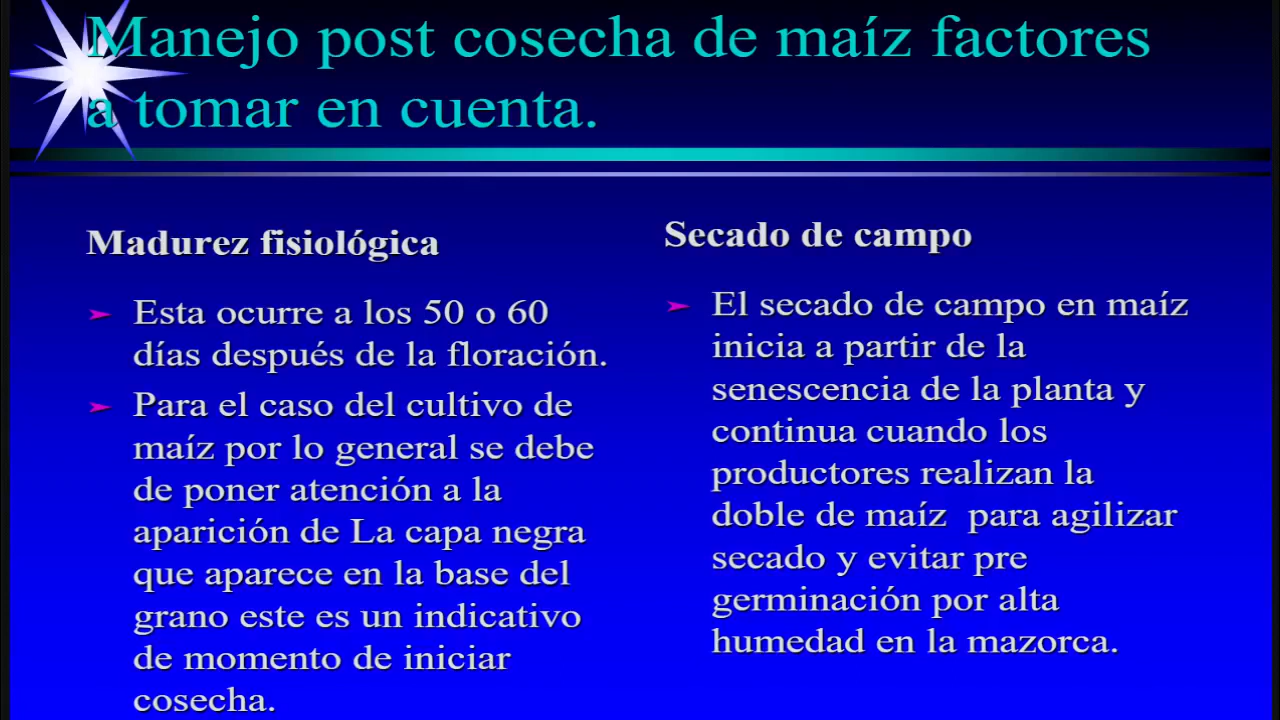 Manejo post cosecha de maíz factores
a tomar en cuenta.
Madurez fisiológica
Esta ocurre a los 50 o 60
días después de la floración.
Para el caso del cultivo de
maíz por lo general se debe
de poner atención a la
aparición de La capa negra
que aparece en la base del
grano este es un indicativo
de momento de iniciar
cosecha.
Secado de campo
El secado de campo en maíz
inicia a partir de la
senescencia de la planta y
continua cuando los
productores realizan la
doble de maíz  para agilizar
secado y evitar pre
germinación por alta
humedad en la mazorca.